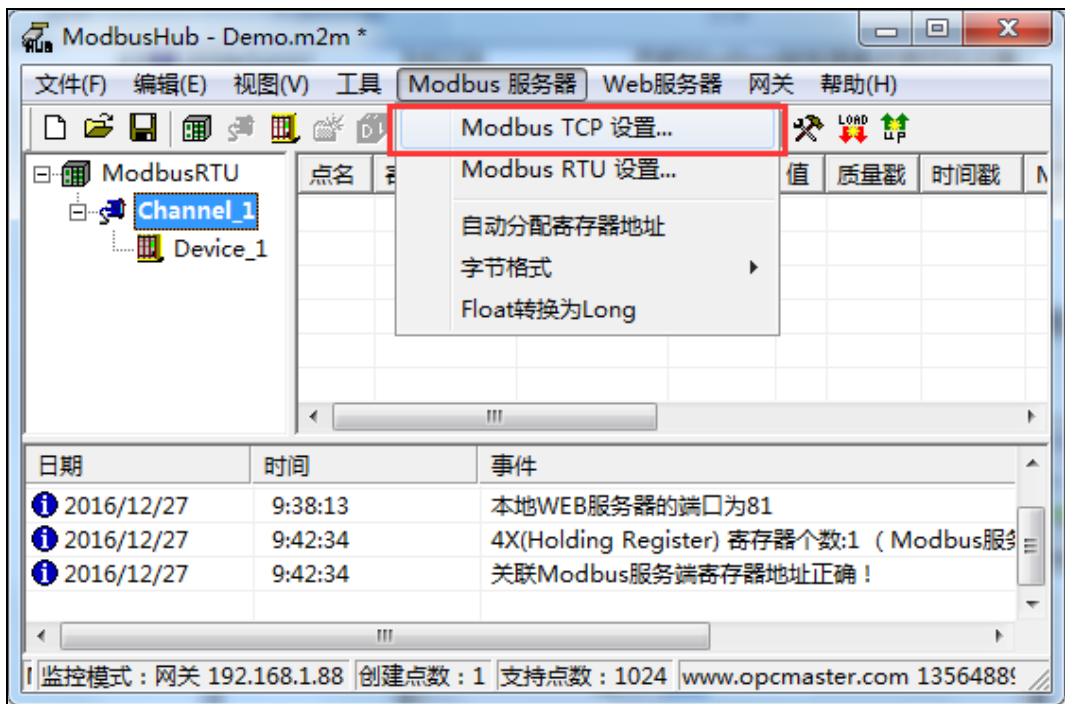 ModbusHub - Demo.m2m *
文件(F) 编辑(E) 视图(V) 工具 Modbus 服务器 Web服务器 网关 帮助(H)
Modbus TCP 设置...
LOAD UP
Modbus RTU 设置...
自动分配寄存器地址
字节格式
Float转换为Long
ModbusRTU
Channel_1
Device_1
点名 值 质量戳 时间戳
日期 时间 事件
2016/12/27 9:38:13 本地WEB服务器的端口为81
2016/12/27 9:42:34 4X(Holding Register) 寄存器个数:1 ( Modbus服务
2016/12/27 9:42:34 关联Modbus服务端寄存器地址正确！
监控模式：网关 192.168.1.88 创建点数：1 支持点数：1024 www.opcmaster.com 13564889